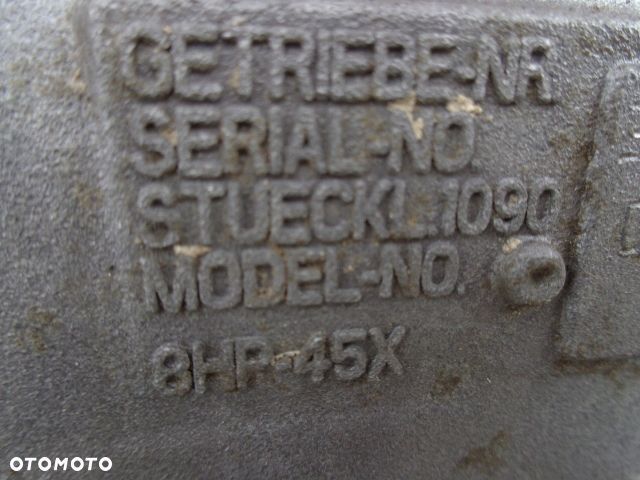 GETRIEBE-NR
SERIAL-NO.
STUECKL.1090
MODEL-NO.
8HP-45X
OTOMOTO